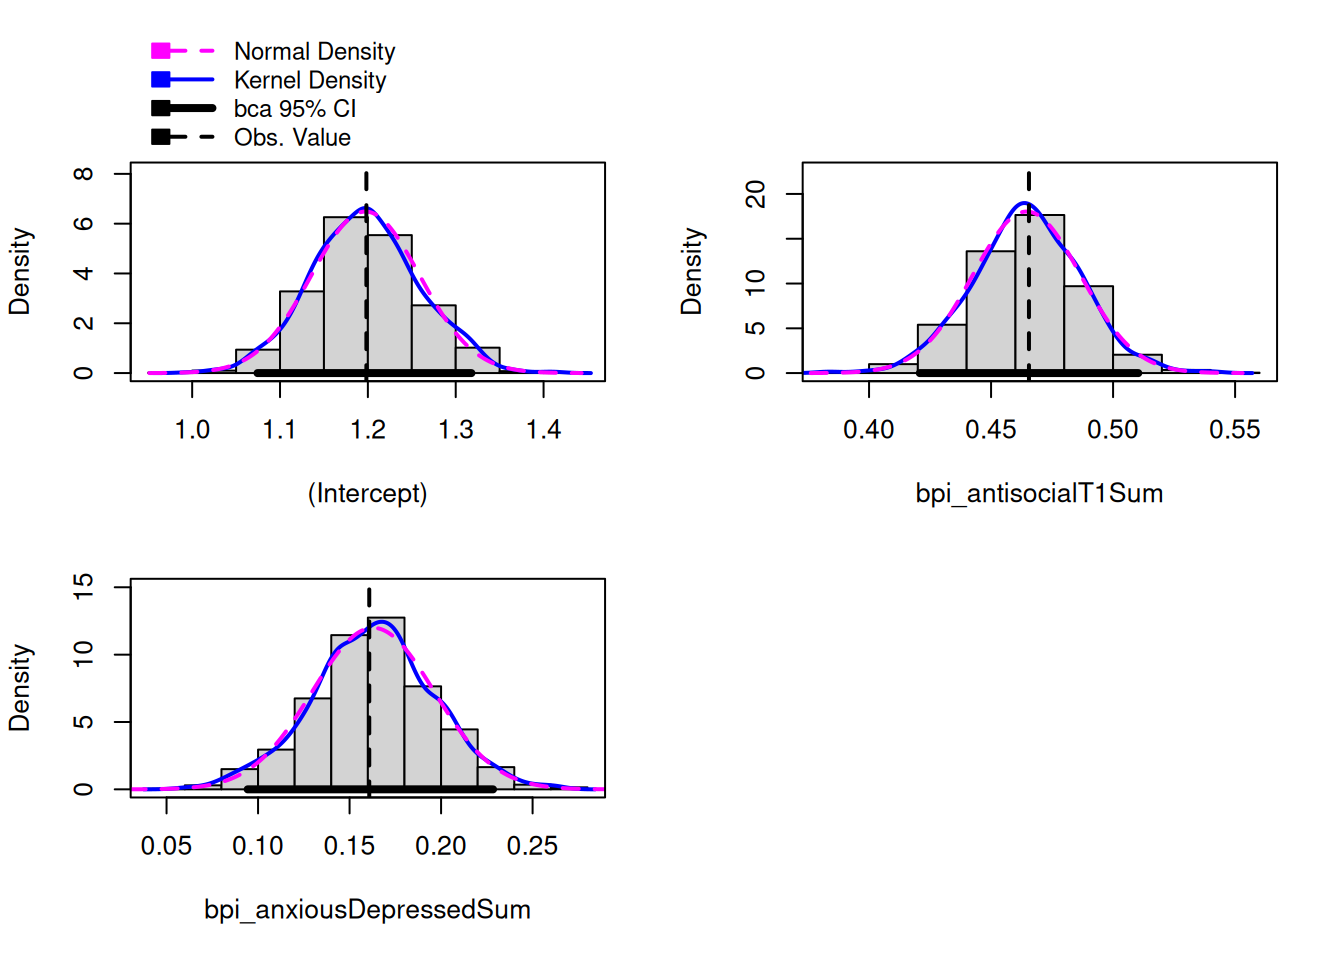 Normal Density
Kernel Density
bca 95% CI
Obs. Value
Density
8
6
4
2
0
1.0 1.1 1.2 1.3 1.4
(Intercept)
Density
20
10
5
0
0.40 0.45 0.50 0.55
bpi_antisocialT1Sum
Density
15
10
5
0
0.05 0.10 0.15 0.20 0.25
bpi_anxiousDepressedSum